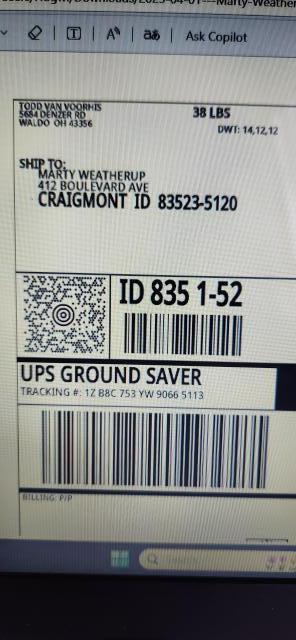 Ask Copilot
TODD VAN VOORHIS
5684 DENZER RD
WALDO OH 43356
38 LBS
DWT: 14,12,12
SHIP TO:
MARTY WEATHERUP
412 BOULEVARD AVE
CRAIGMONT ID 83523-5120
ID 835 1-52
UPS GROUND SAVER
TRACKING #: 1Z B8C 753 YW 9066 5113
BILLING: P/P
Search